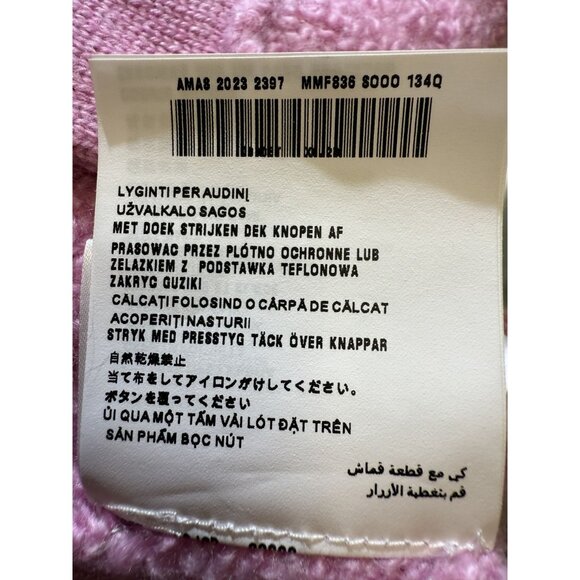 AMAS 2023 2397 MMF836 S000 134Q
LYGINTI PER AUDINĮ
UŽVALKALO SAGOS
MET DOEK STRIJKEN DEK KNOPEN AF
PRASOWAC PRZEZ PLÓTNO OCHRONNE LUB
ZELAZKIEM Z PODSTAWKA TEFLONOWA
ZAKRYC GUZIKI
CĂLCAȚI FOLOSIND O CÂRPĂ DE CĂLCAT
ACOPERIȚI NASTURII
STRYK MED PRESSTYG TÄCK ÖVER KNAPPAR
自然乾燥禁止
当て布をしてアイロンがけしてください。
ボタンを覆ってください
ỦI QUA MỘT TẤM VẢI LÓT ĐẶT TRÊN
SẢN PHẨM BỌC NÚT
كي مع قطعة قماش
قم بتغطية الأزرار